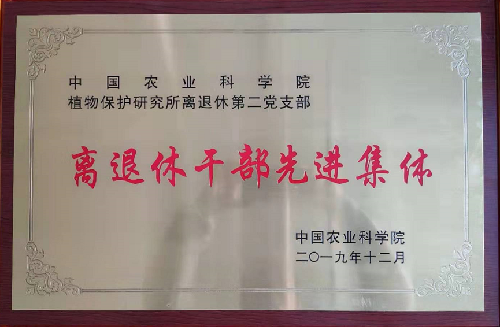 中国农业科学院
植物保护研究所离退休第二党支部
离退休干部先进集体
中国农业科学院
二〇一九年十二月